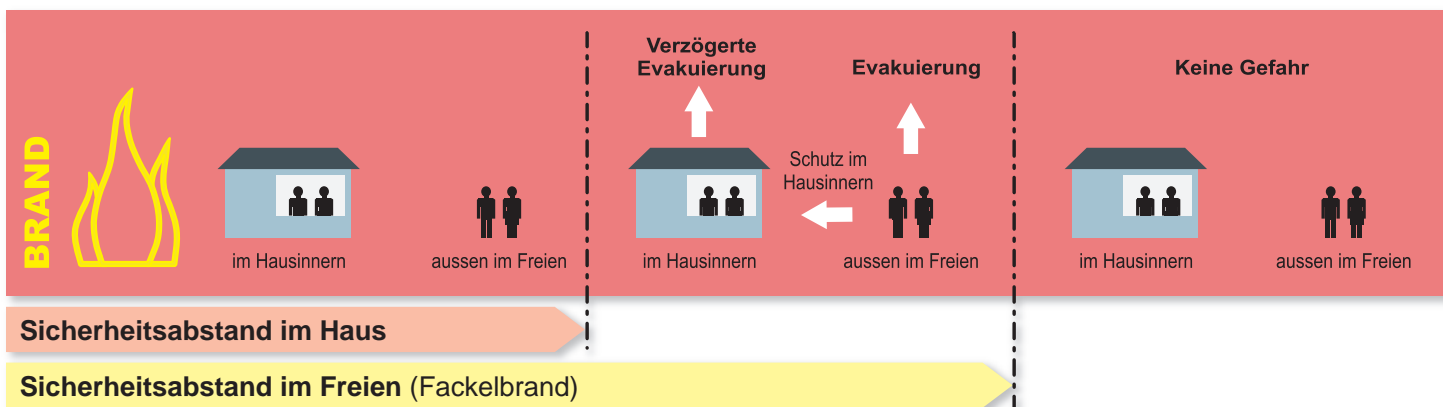 BRAND
im Hausinnern
aussen im Freien
Verzögerte
Evakuierung
Evakuierung
Schutz im
Hausinnern
im Hausinnern
aussen im Freien
Keine Gefahr
im Hausinnern
aussen im Freien
Sicherheitsabstand im Haus
Sicherheitsabstand im Freien (Fackelbrand)